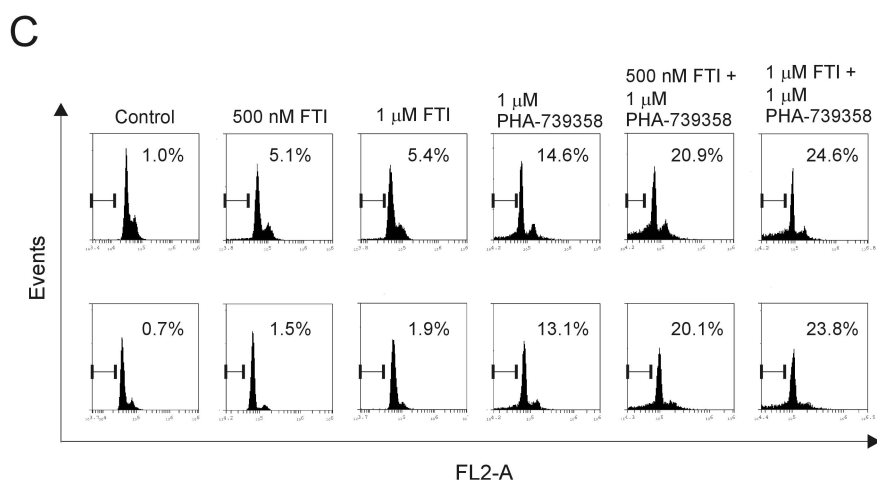 C
Control
500 nM FTI
1 μM FTI
1 μM
PHA-739358
500 nM FTI +
1 μM
PHA-739358
1 μM FTI +
1 μM
PHA-739358
1.0%
5.1%
5.4%
14.6%
20.9%
24.6%
Events
0.7%
1.5%
1.9%
13.1%
20.1%
23.8%
FL2-A